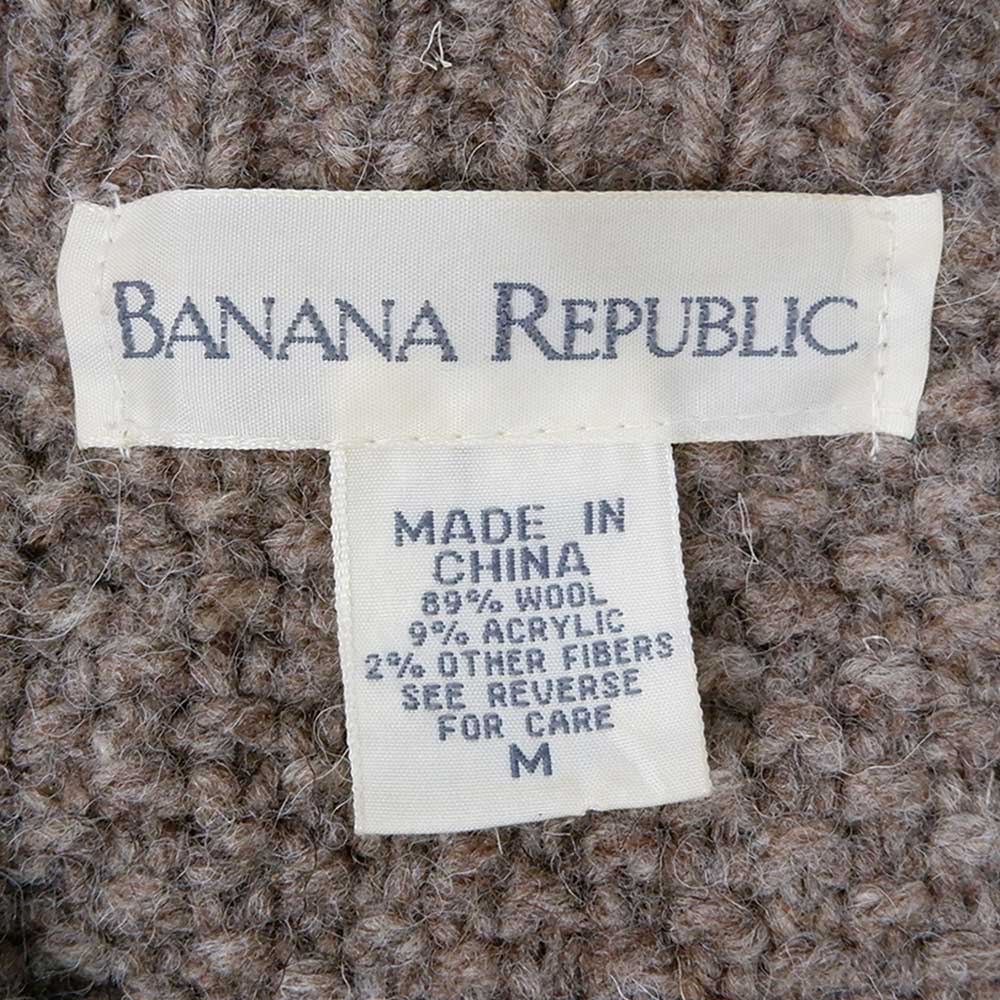 BANANA REPUBLIC
MADE IN
CHINA
89% WOOL
9% ACRYLIC
2% OTHER FIBERS
SEE REVERSE
FOR CARE
M